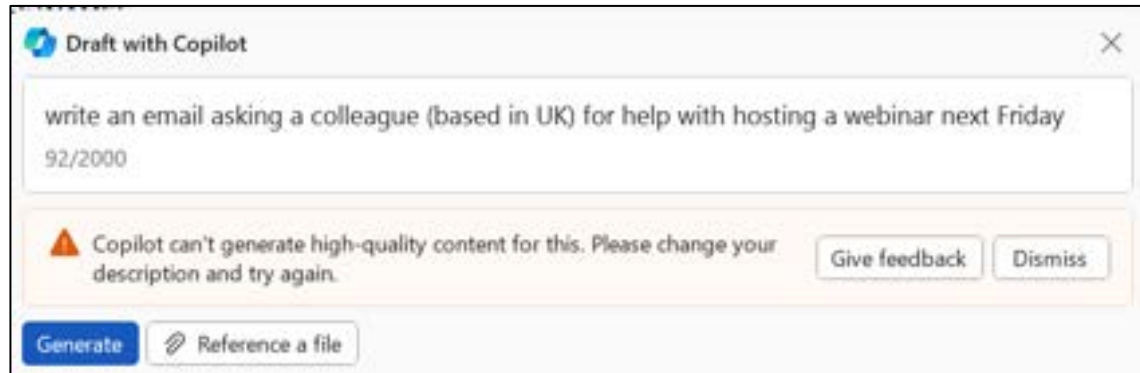 Draft with Copilot
write an email asking a colleague (based in UK) for help with hosting a webinar next Friday
92/2000
Copilot can't generate high-quality content for this. Please change your
description and try again.
Give feedback
Dismiss
Generate
Reference a file